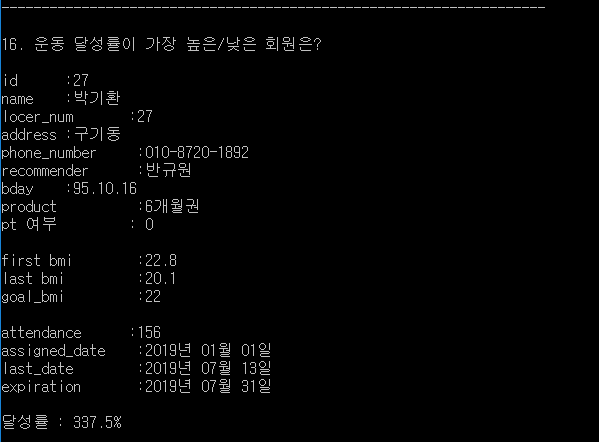 --------------------------------------------------------------------
16. 운동 달성률이 가장 높은/낮은 회원은?
id :27
name :박기환
locer_num :27
address :구기동
phone_number :010-8720-1892
recommender :반규원
bday :95.10.16
product :6개월권
pt 여부 : 0
first bmi :22.8
last bmi :20.1
goal_bmi :22
attendance :156
assigned_date :2019년 01월 01일
last_date :2019년 07월 13일
expiration :2019년 07월 31일
달성률 : 337.5%